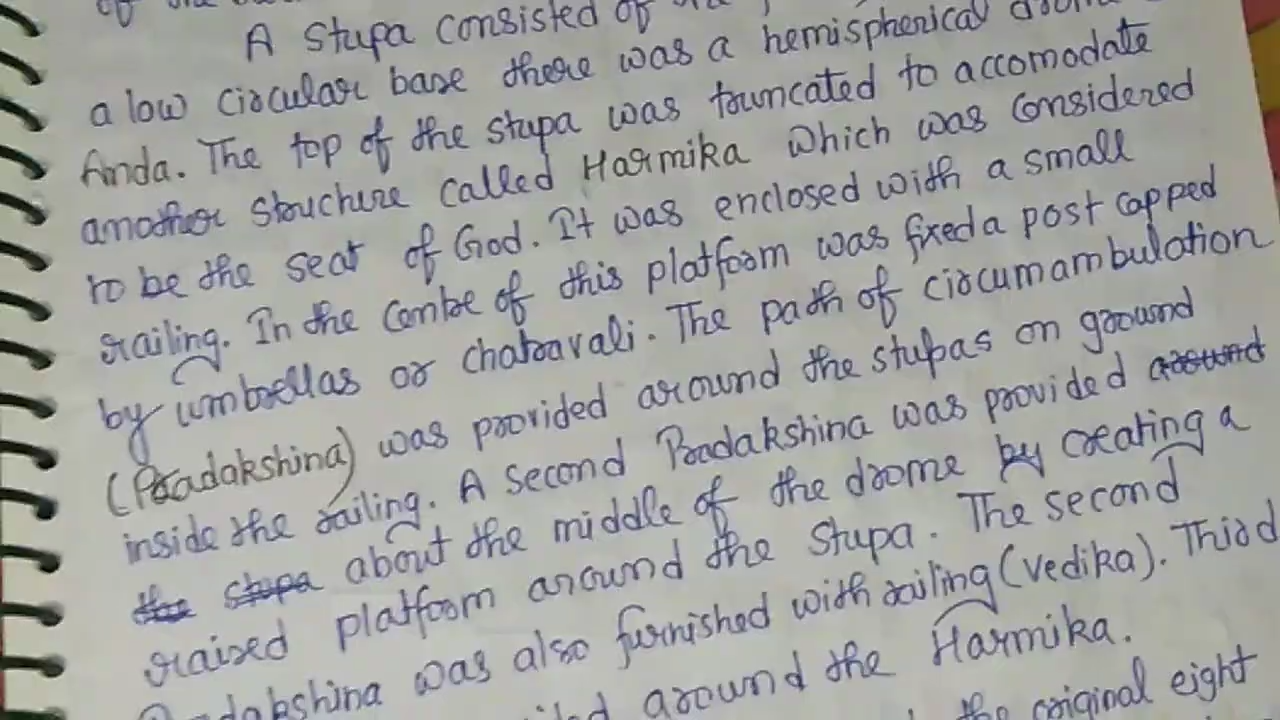 of the
A Stupa consisted of
a low circular base there was a hemispherical
Anda. The top of the stupa was truncated to accomodate
another structure called Harmika which was considered
to be the seat of God. It was enclosed with a small
railing. In the centre of this platform was fixed a post capped
by umbrellas or chatravali. The path of circumambulation
(Pradakshina) was provided around the stupas on ground
inside the railing. A second Pradakshina was provided around
the stupa about the middle of the drome by creating a
raised platform around the stupa. The second
was also furnished with railing (vedika). Third
around the Harmika.
the original eight